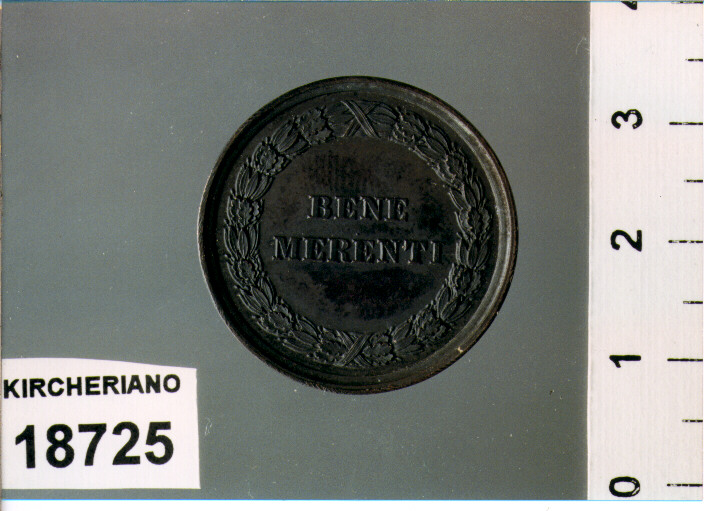 BENE
MERENTI
KIRCHERIANO
18725
3
2
1
0